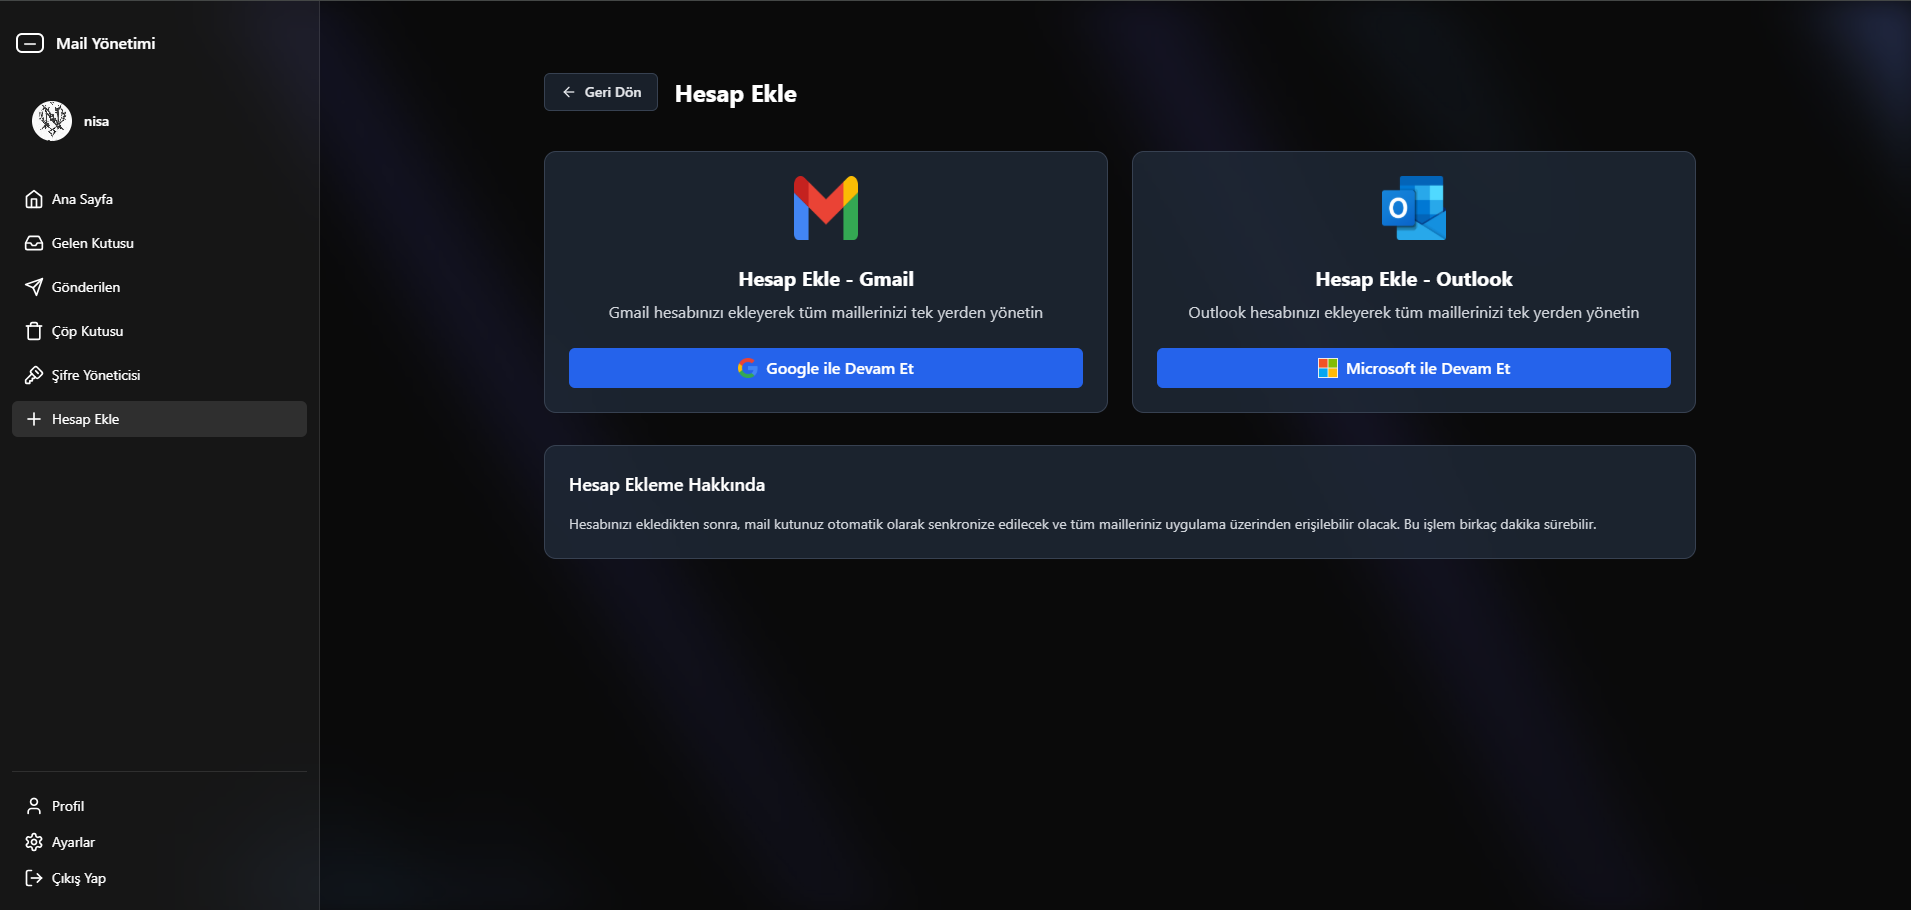 Mail Yönetimi
nisa
Ana Sayfa
Gelen Kutusu
Gönderilen
Çöp Kutusu
Şifre Yöneticisi
Hesap Ekle
Profil
Ayarlar
Çıkış Yap
Geri Dön
Hesap Ekle
Hesap Ekle - Gmail
Gmail hesabınızı ekleyerek tüm maillerinizi tek yerden yönetin
Google ile Devam Et
Hesap Ekle - Outlook
Outlook hesabınızı ekleyerek tüm maillerinizi tek yerden yönetin
Microsoft ile Devam Et
Hesap Ekleme Hakkında
Hesabınızı ekledikten sonra, mail kutunuz otomatik olarak senkronize edilecek ve tüm mailleriniz uygulama üzerinden erişilebilir olacak. Bu işlem birkaç dakika sürebilir.